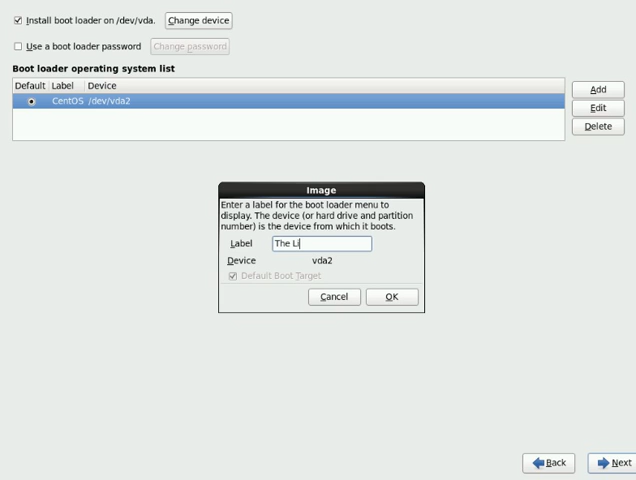 Install boot loader on /dev/vda. Change device
Use a boot loader password Change password
Boot loader operating system list
Default Label Device
CentOS /dev/vda2
Add
Edit
Delete
Image
Enter a label for the boot loader menu to
display. The device (or hard drive and partition
number) is the device from which it boots.
Label The Li
Device vda2
Default Boot Target
Cancel OK
Back Next